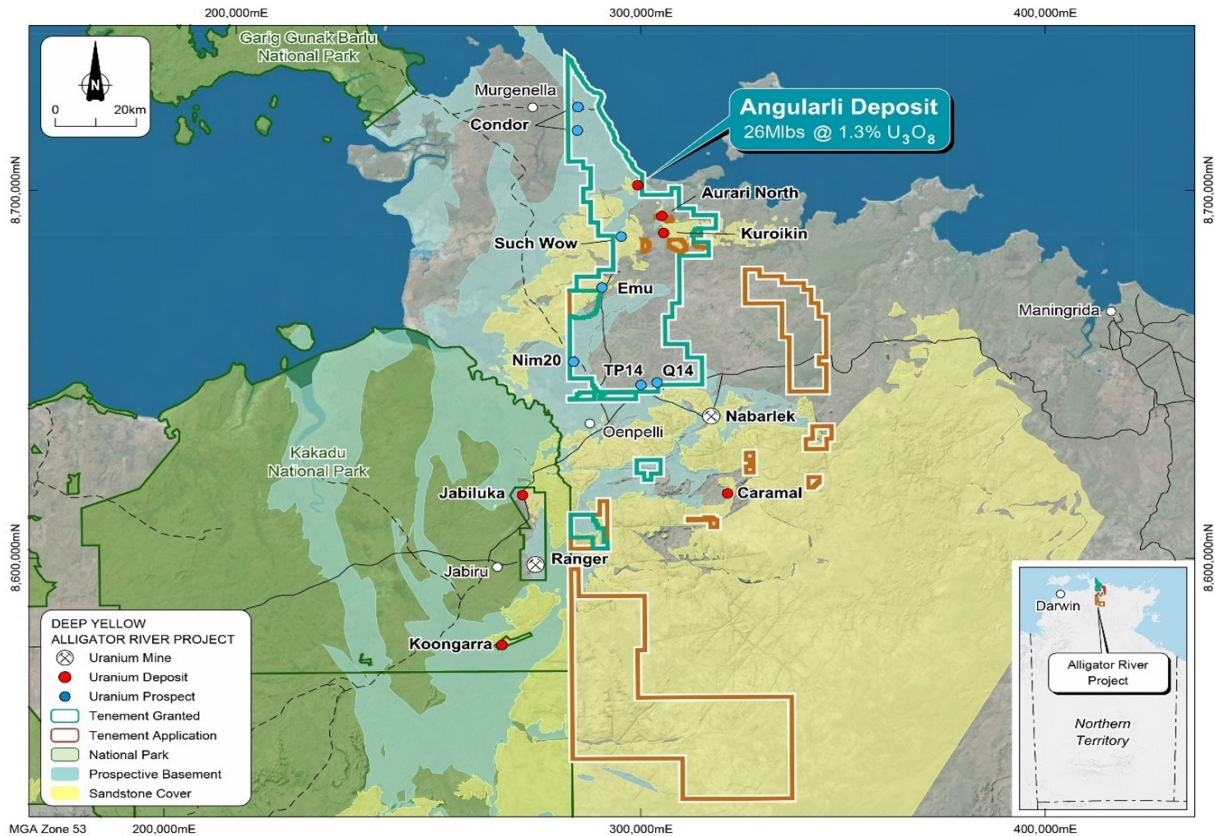 200,000mE
300,000mE
400,000mE
Garig Gunak Barlu
National Park
N
0
20km
Murgenella
Condor
Angularli Deposit
26Mlbs @ 1.3% U₃O₈
8,700,000mN
8,700,000mN
Aurari North
Such Wow
Kuroikin
Emu
Maningrida
Nim20
TP14
Q14
Nabarlek
Oenpelli
Kakadu
National Park
Jabiluka
Caramal
8,600,000mN
8,600,000mN
Ranger
Jabiru
Koongarra
DEEP YELLOW
ALLIGATOR RIVER PROJECT
Uranium Mine
Uranium Deposit
Uranium Prospect
Tenement Granted
Tenement Application
National Park
Prospective Basement
Sandstone Cover
Darwin
Alligator River
Project
Northern
Territory
MGA Zone 53
200,000mE
300,000mE
400,000mE